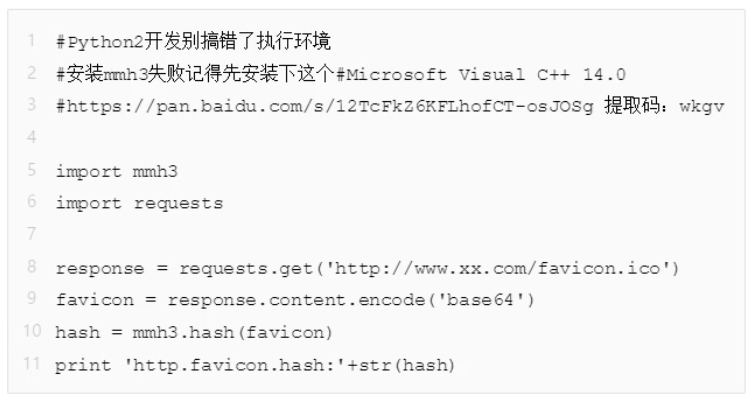 1 #Python2开发别搞错了执行环境
2 #安装mmh3失败记得先安装下这个#Microsoft Visual C++ 14.0
3 #https://pan.baidu.com/s/12TcFkZ6KFLhofCT-osJOSg 提取码：wkgv
4
5 import mmh3
6 import requests
7
8 response = requests.get('http://www.xx.com/favicon.ico')
9 favicon = response.content.encode('base64')
10 hash = mmh3.hash(favicon)
11 print 'http.favicon.hash:'+str(hash)